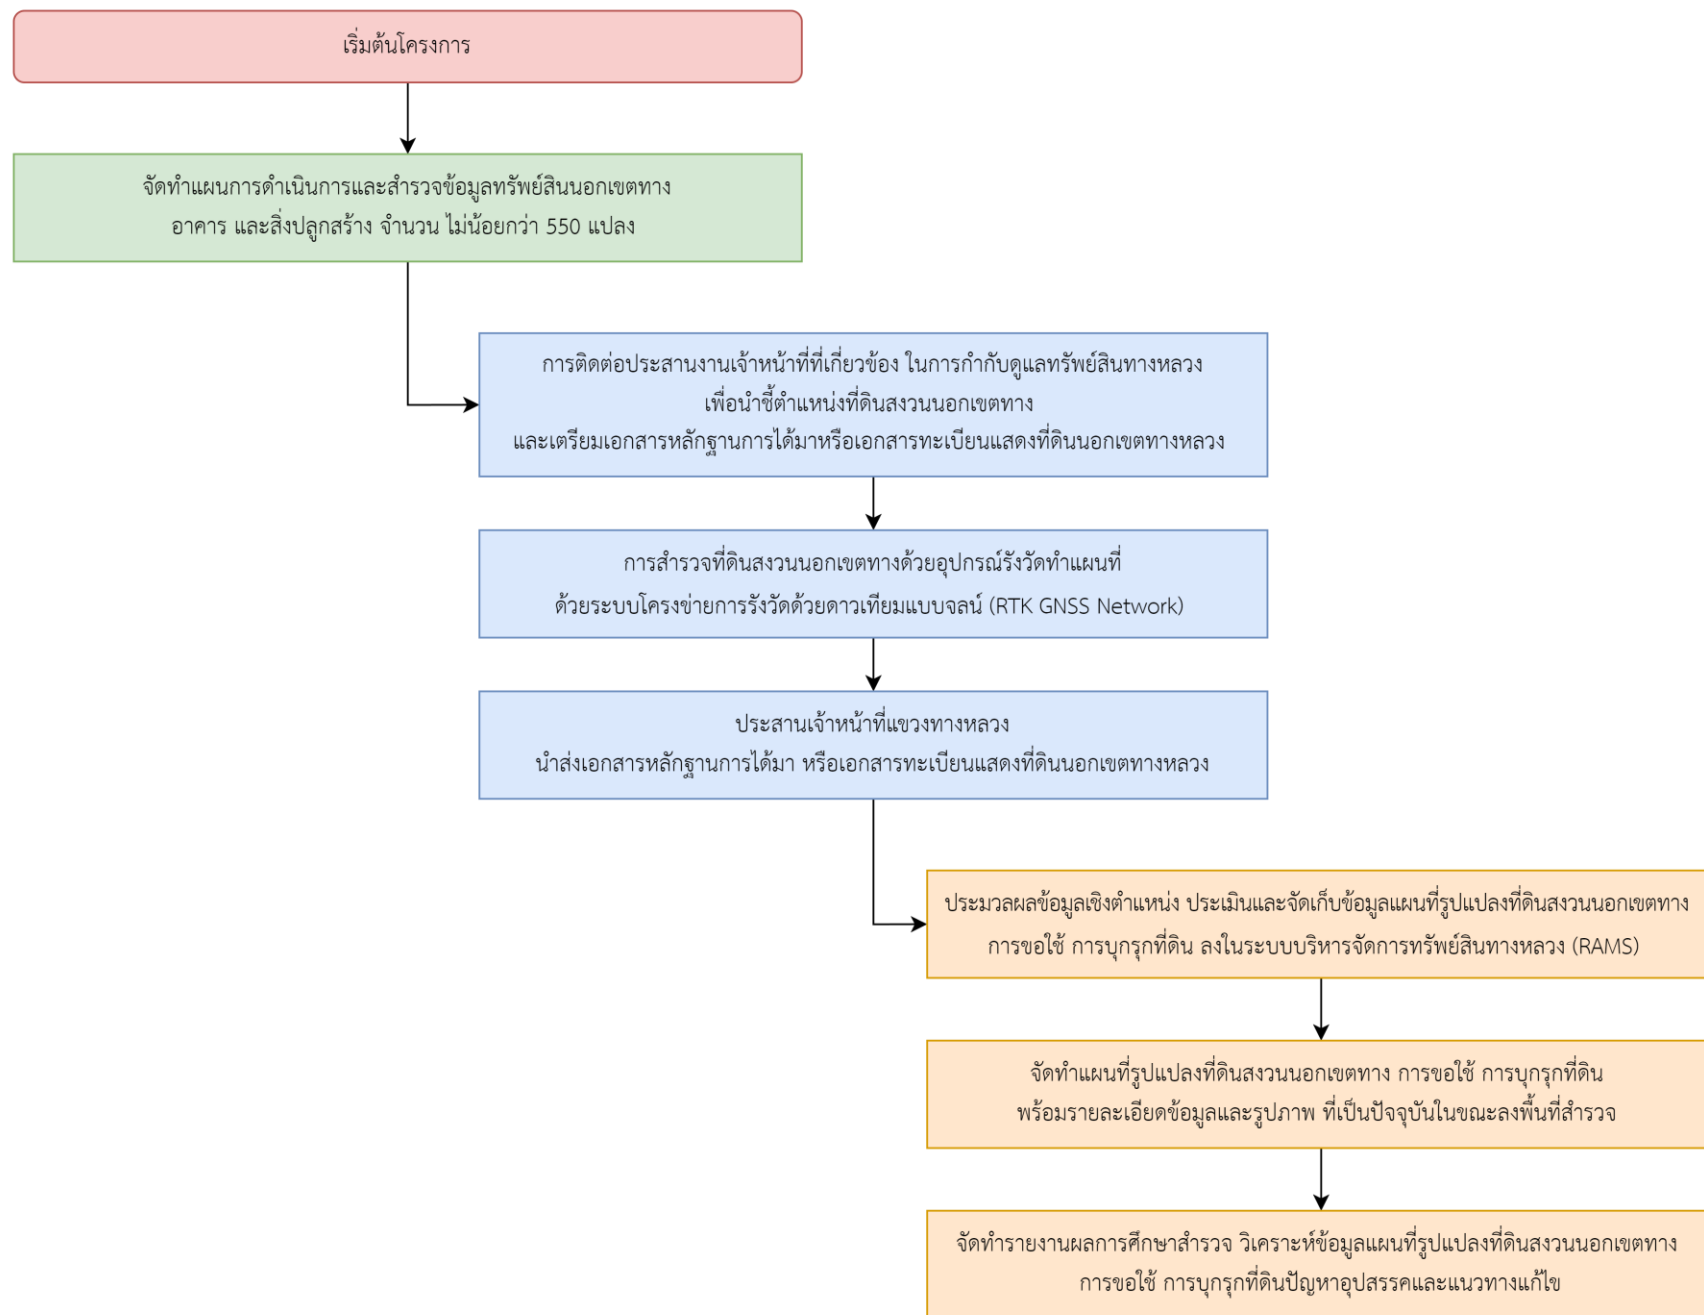 เริ่มต้นโครงการ
จัดทำแผนการดำเนินการและสำรวจข้อมูลทรัพย์สินนอกเขตทาง
อาคาร และสิ่งปลูกสร้าง จำนวน ไม่น้อยกว่า 550 แปลง
การติดต่อประสานงานเจ้าหน้าที่ที่เกี่ยวข้อง ในการกำกับดูแลทรัพย์สินทางหลวง
เพื่อนำชี้ตำแหน่งที่ดินสงวนนอกเขตทาง
และเตรียมเอกสารหลักฐานการได้มาหรือเอกสารทะเบียนแสดงที่ดินนอกเขตทางหลวง
การสำรวจที่ดินสงวนนอกเขตทางด้วยอุปกรณ์รังวัดทำแผนที่
ด้วยระบบโครงข่ายการรังวัดด้วยดาวเทียมแบบจลน์ (RTK GNSS Network)
ประสานเจ้าหน้าที่แขวงทางหลวง
นำส่งเอกสารหลักฐานการได้มา หรือเอกสารทะเบียนแสดงที่ดินนอกเขตทางหลวง
ประมวลผลข้อมูลเชิงตำแหน่ง ประเมินและจัดเก็บข้อมูลแผนที่รูปแปลงที่ดินสงวนนอกเขตทาง
การขอใช้ การบุกรุกที่ดิน ลงในระบบบริหารจัดการทรัพย์สินทางหลวง (RAMS)
จัดทำแผนที่รูปแปลงที่ดินสงวนนอกเขตทาง การขอใช้ การบุกรุกที่ดิน
พร้อมรายละเอียดข้อมูลและรูปภาพ ที่เป็นปัจจุบันในขณะลงพื้นที่สำรวจ
จัดทำรายงานผลการศึกษาสำรวจ วิเคราะห์ข้อมูลแผนที่รูปแปลงที่ดินสงวนนอกเขตทาง
การขอใช้ การบุกรุกที่ดินปัญหาอุปสรรคและแนวทางแก้ไข